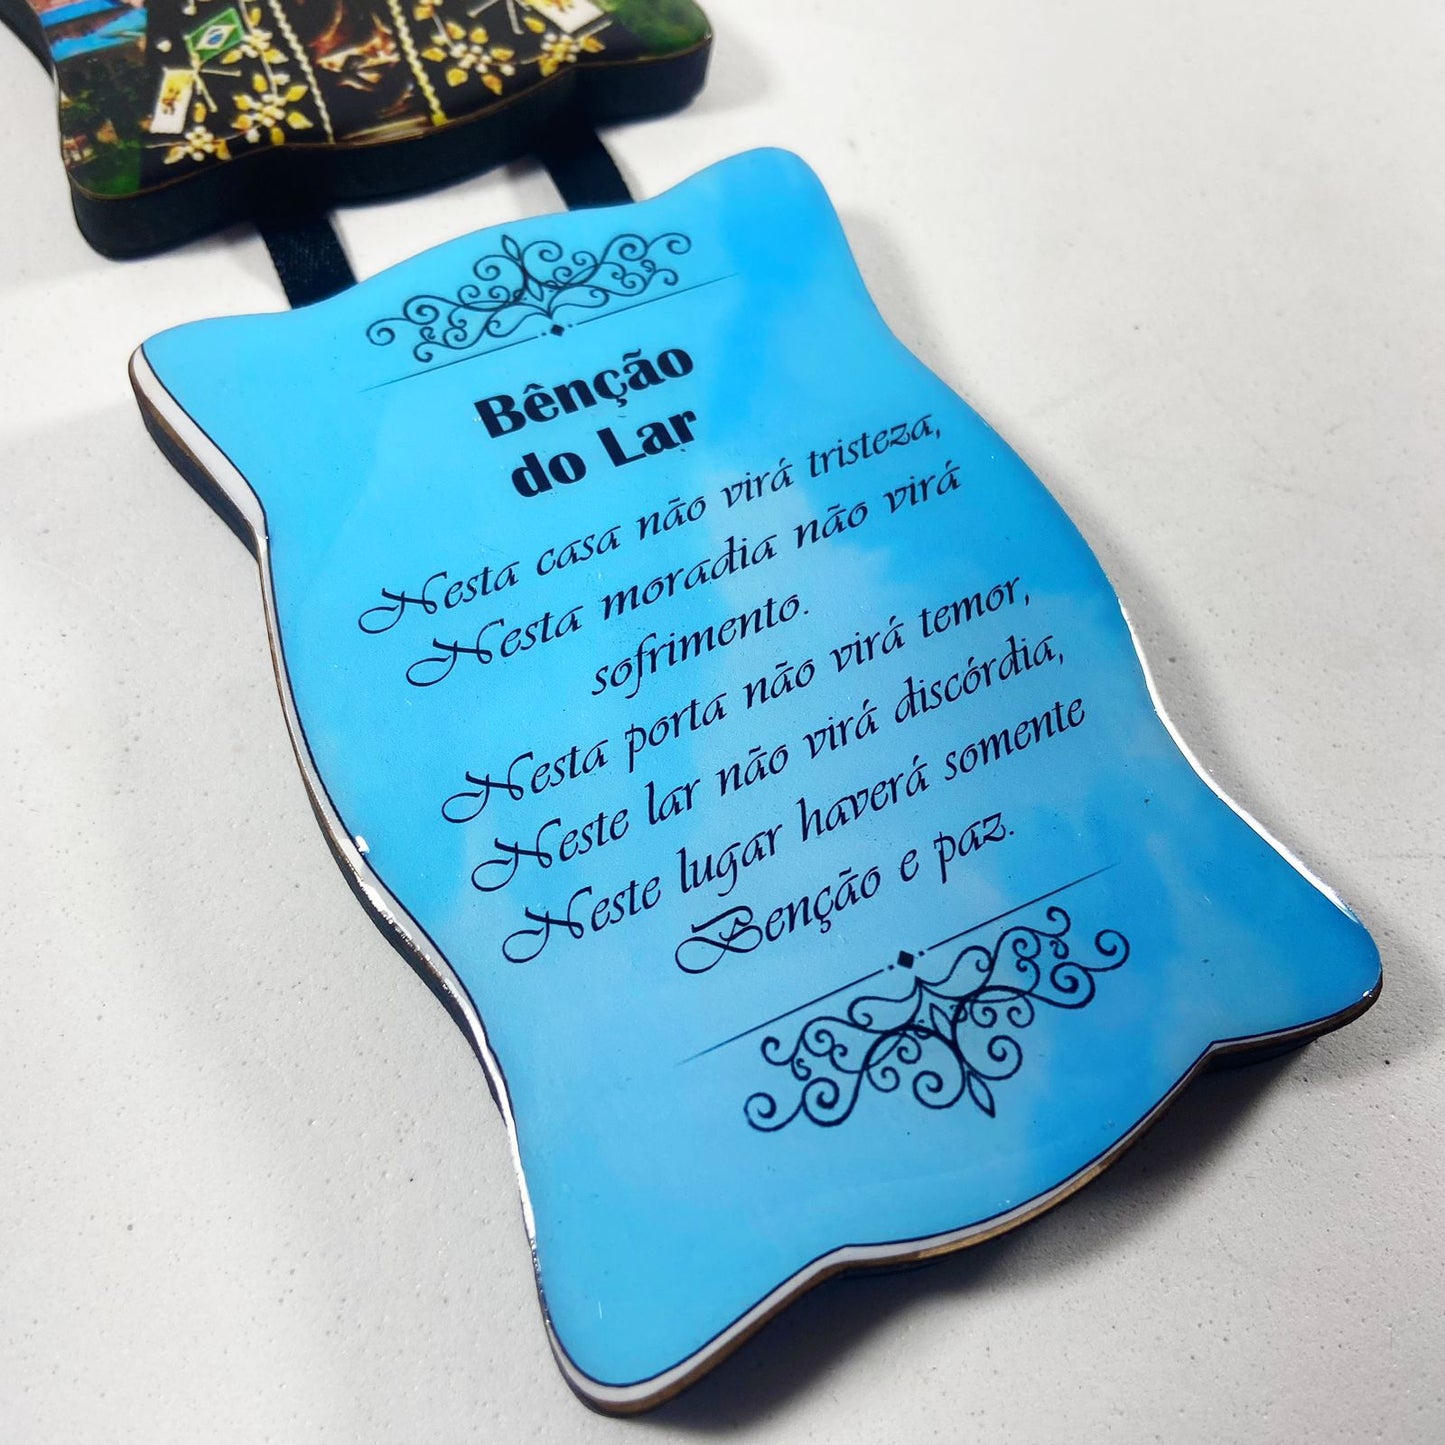 Bênção
do Lar
Nesta casa não virá tristeza,
Nesta moradia não virá
sofrimento.
Nesta porta não virá temor,
Neste lar não virá discórdia,
Neste lugar haverá somente
Benção e paz.